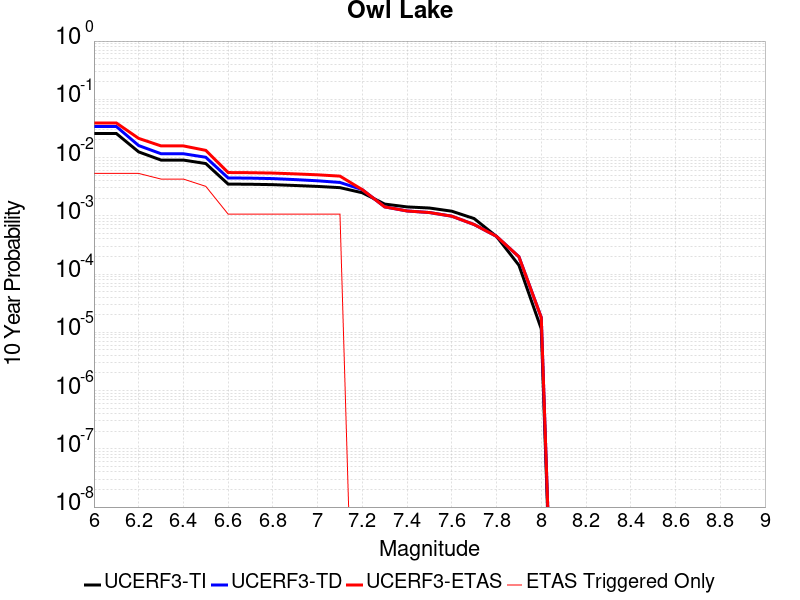 Owl Lake
10^0
10^-1
10^-2
10^-3
10^-4
10^-5
10^-6
10^-7
10^-8
10 Year Probability
6 6.2 6.4 6.6 6.8 7 7.2 7.4 7.6 7.8 8 8.2 8.4 8.6 8.8 9
Magnitude
UCERF3-TI UCERF3-TD UCERF3-ETAS ETAS Triggered Only